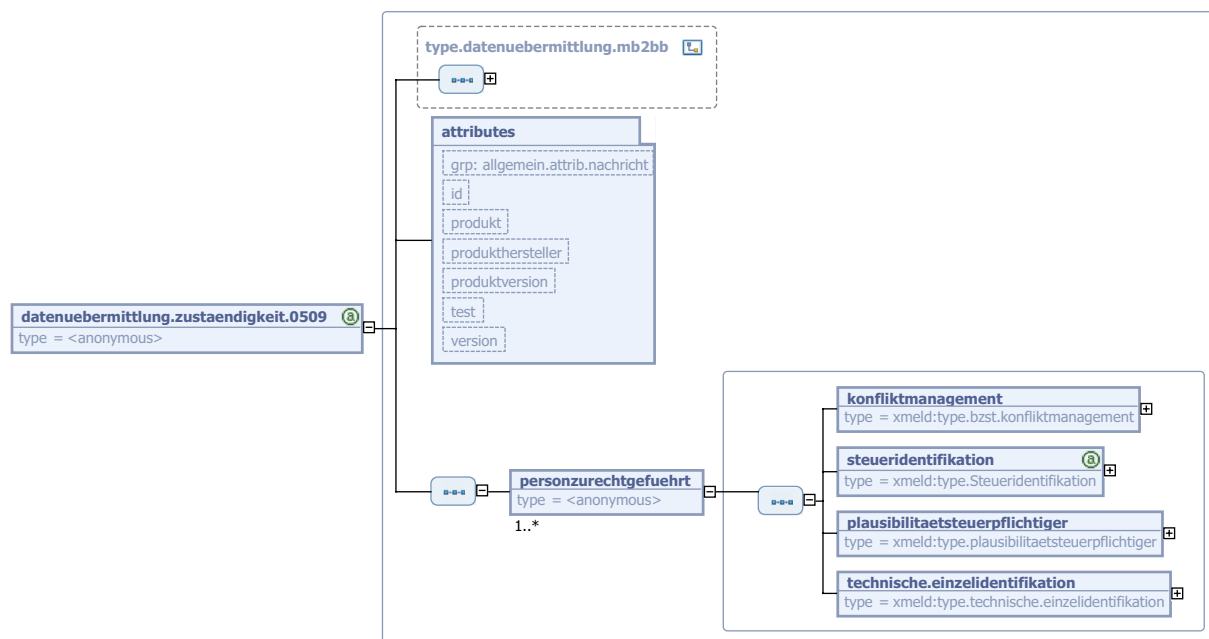 type.datenuebermittlung.mb2bb
attributes
grp: allgemein.attrib.nachricht
id
produkt
produkthersteller
produktversion
test
version
datenuebermittlung.zustaendigkeit.0509 a
type = <anonymous>
personzurechtgefuehrt
type = <anonymous>
1..*
konfliktmanagement
type = xmeld:type.bzst.konfliktmanagement
steueridentifikation a
type = xmeld:type.Steueridentifikation
plausibilitaetsteuerpflichtiger
type = xmeld:type.plausibilitaetsteuerpflichtiger
technische.einzelidentifikation
type = xmeld:type.technische.einzelidentifikation